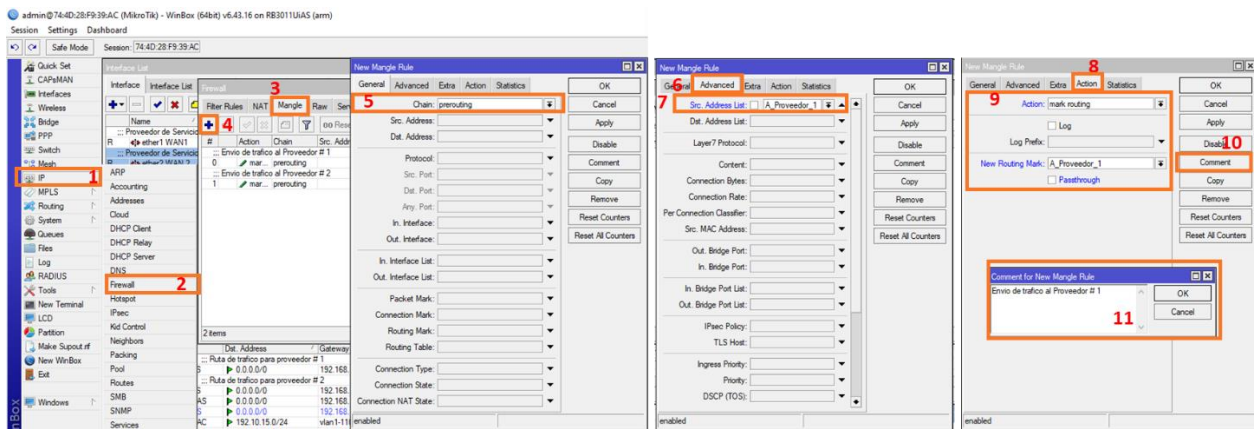 admin@74:4D:28:F9:39:AC (MikroTik) - WinBox (64bit) v6.43.16 on RB3011UiAS (arm)
Session Settings Dashboard
Safe Mode Session: 74:4D:28:F9:39:AC
Quick Set
CAPsMAN
Interfaces
Wireless
Bridge
PPP
Switch
Mesh
IP 1
MPLS
Routing
System
Queues
Files
Log
RADIUS
Tools
New Terminal
LCD
Partition
Make Supout.rif
New WinBox
Exit
Windows
WinBox
ARP
Accounting
Addresses
Cloud
DHCP Client
DHCP Relay
DHCP Server
DNS
Firewall 2
Hotspot
IPsec
Kid Control
Neighbors
Packing
Pool
Routes
SMB
SNMP
Services
Interface List
Interface Interface List
Name
;;; Proveedor de Servicio
R ether1 WAN1
;;; Proveedor de Servicio
R ether2 WAN 2
Firewall
3
Filter Rules NAT Mangle Raw
4
00 Rese
# Action Chain Src. Addr
;;; Envio de trafico al Proveedor # 1
0 mar... prerouting
;;; Envio de trafico al Proveedor # 2
1 mar... prerouting
2 items
Dst. Address Gateway
;;; Ruta de trafico para proveedor # 1
S 0.0.0.0/0 192.168.
;;; Ruta de trafico para proveedor # 2
S 0.0.0.0/0 192.168.
AS 0.0.0.0/0 192.168.
S 0.0.0.0/0 192.168.
AC 192.10.15.0/24 vlan1-11
New Mangle Rule
General Advanced Extra Action Statistics
5 Chain: prerouting
Src. Address:
Dst. Address:
Protocol:
Src. Port:
Dst. Port:
Any. Port:
In. Interface:
Out. Interface:
In. Interface List:
Out. Interface List:
Packet Mark:
Connection Mark:
Routing Mark:
Routing Table:
Connection Type:
Connection State:
Connection NAT State:
enabled
OK
Cancel
Apply
Disable
Comment
Copy
Remove
Reset Counters
Reset All Counters
New Mangle Rule
6
General Advanced Extra Action Statistics
7 Src. Address List: A_Proveedor_1
Dst. Address List:
Layer7 Protocol:
Content:
Connection Bytes:
Connection Rate:
Per Connection Classifier:
Src. MAC Address:
Out. Bridge Port:
In. Bridge Port:
In. Bridge Port List:
Out. Bridge Port List:
IPsec Policy:
TLS Host:
Ingress Priority:
Priority:
DSCP (TOS):
enabled
OK
Cancel
Apply
Disable
Comment
Copy
Remove
Reset Counters
Reset All Counters
New Mangle Rule
8
General Advanced Extra Action Statistics
9
Action: mark routing
Log
Log Prefix:
New Routing Mark: A_Proveedor_1
Passthrough
enabled
OK
Cancel
Apply
Disable
10
Comment
Copy
Remove
Reset Counters
Reset All Counters
Comment for New Mangle Rule
Envio de trafico al Proveedor # 1
11
OK
Cancel